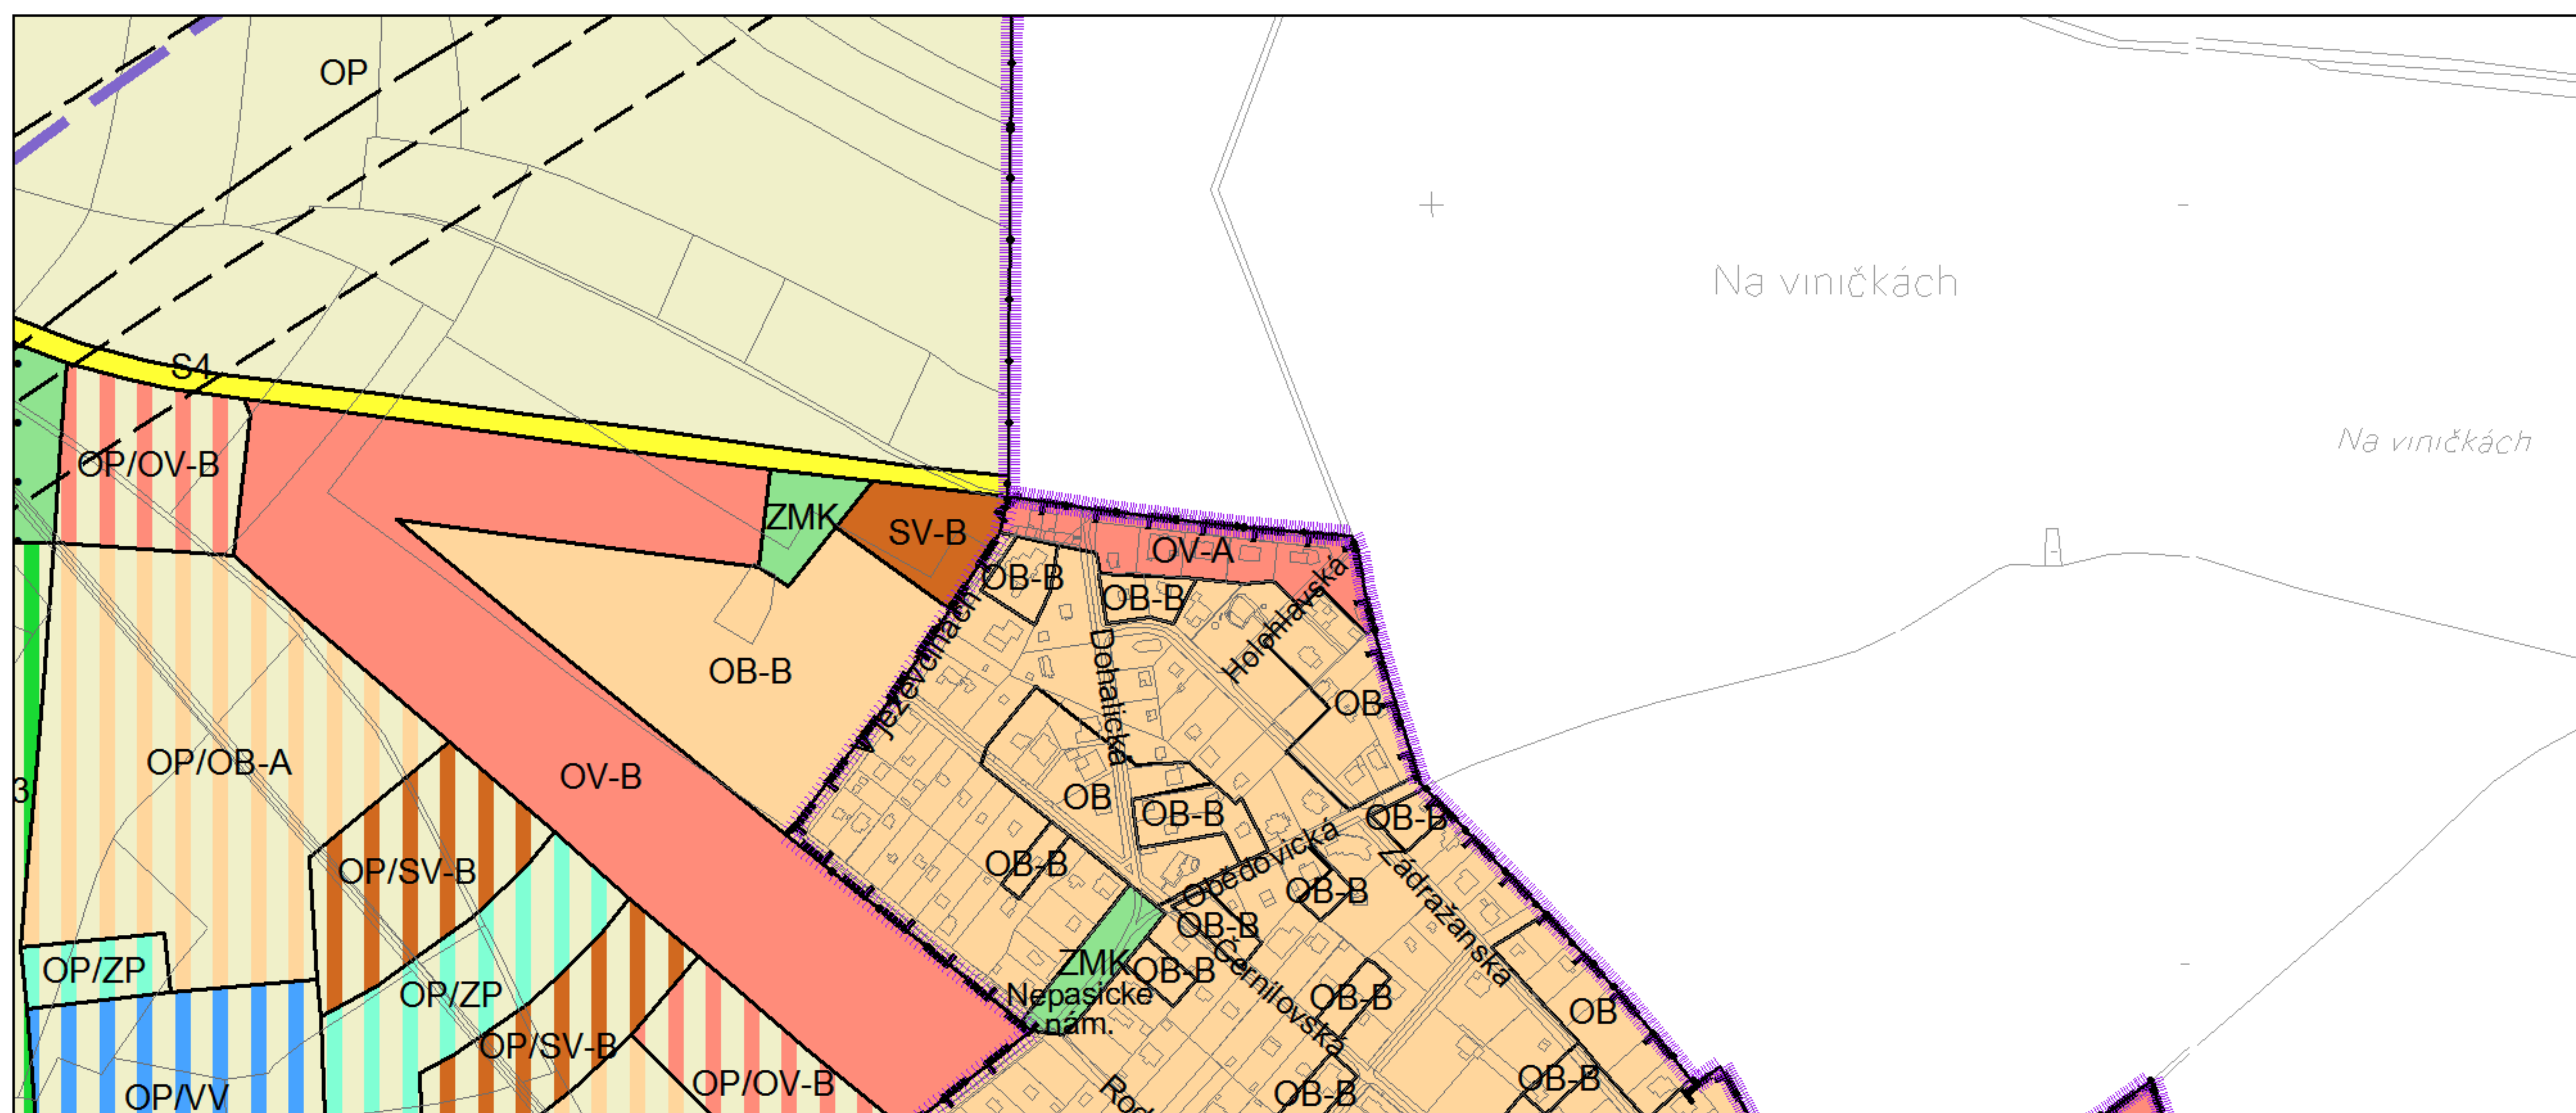 OP
Na viničkách
S4
Na viničkách
OP/OV-B
ZMK
SV-B
OV-A
OB-B
OB-B
Holohlavská
V jezevčinách
Dohalická
OB-B
OB
OP/OB-A
OV-B
3
OB
OB-B
OB-B
Obědovická
OP/SV-B
OB-B
Zádražanská
OB-B
OB-B
ZMK
OB-B
Černilovská
OP/ZP
OP/ZP
Nepasické
nám.
OB-B
OB
OP/SV-B
OP/OV-B
OB-B
OB-B
OP/VV